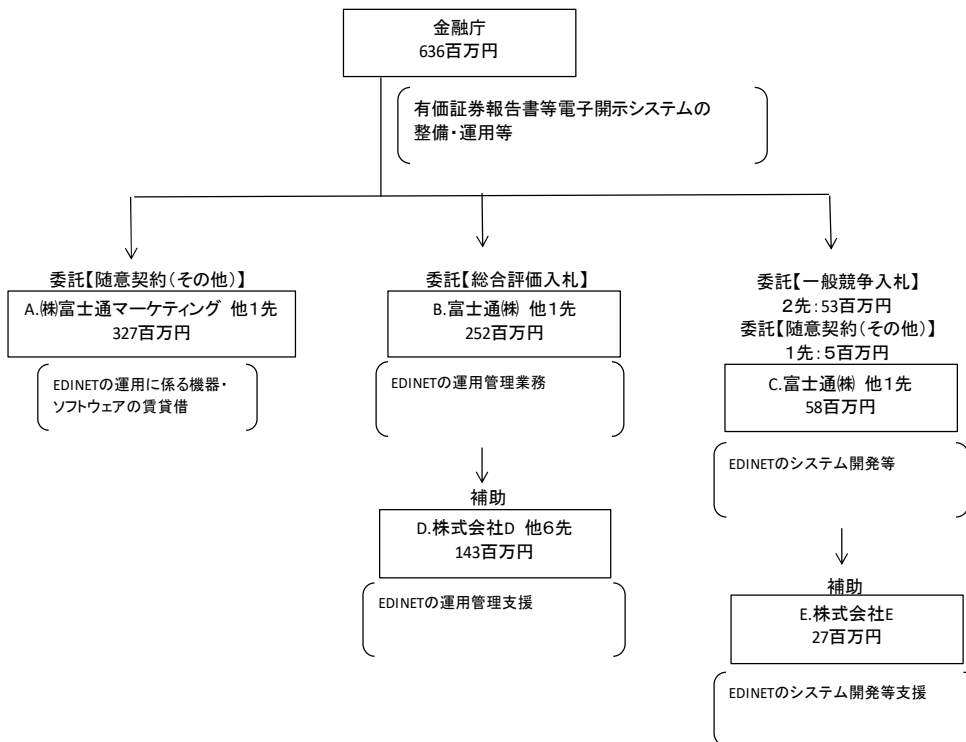 金融庁
636百万円
有価証券報告書等電子開示システムの
整備・運用等
委託【随意契約(その他)】
A.㈱富士通マーケティング 他1先
327百万円
EDINETの運用に係る機器・
ソフトウェアの賃貸借
委託【総合評価入札】
B.富士通㈱ 他1先
252百万円
EDINETの運用管理業務
補助
D.株式会社D 他6先
143百万円
EDINETの運用管理支援
委託【一般競争入札】
2先:53百万円
委託【随意契約(その他)】
1先:5百万円
C.富士通㈱ 他1先
58百万円
EDINETのシステム開発等
補助
E.株式会社E
27百万円
EDINETのシステム開発等支援